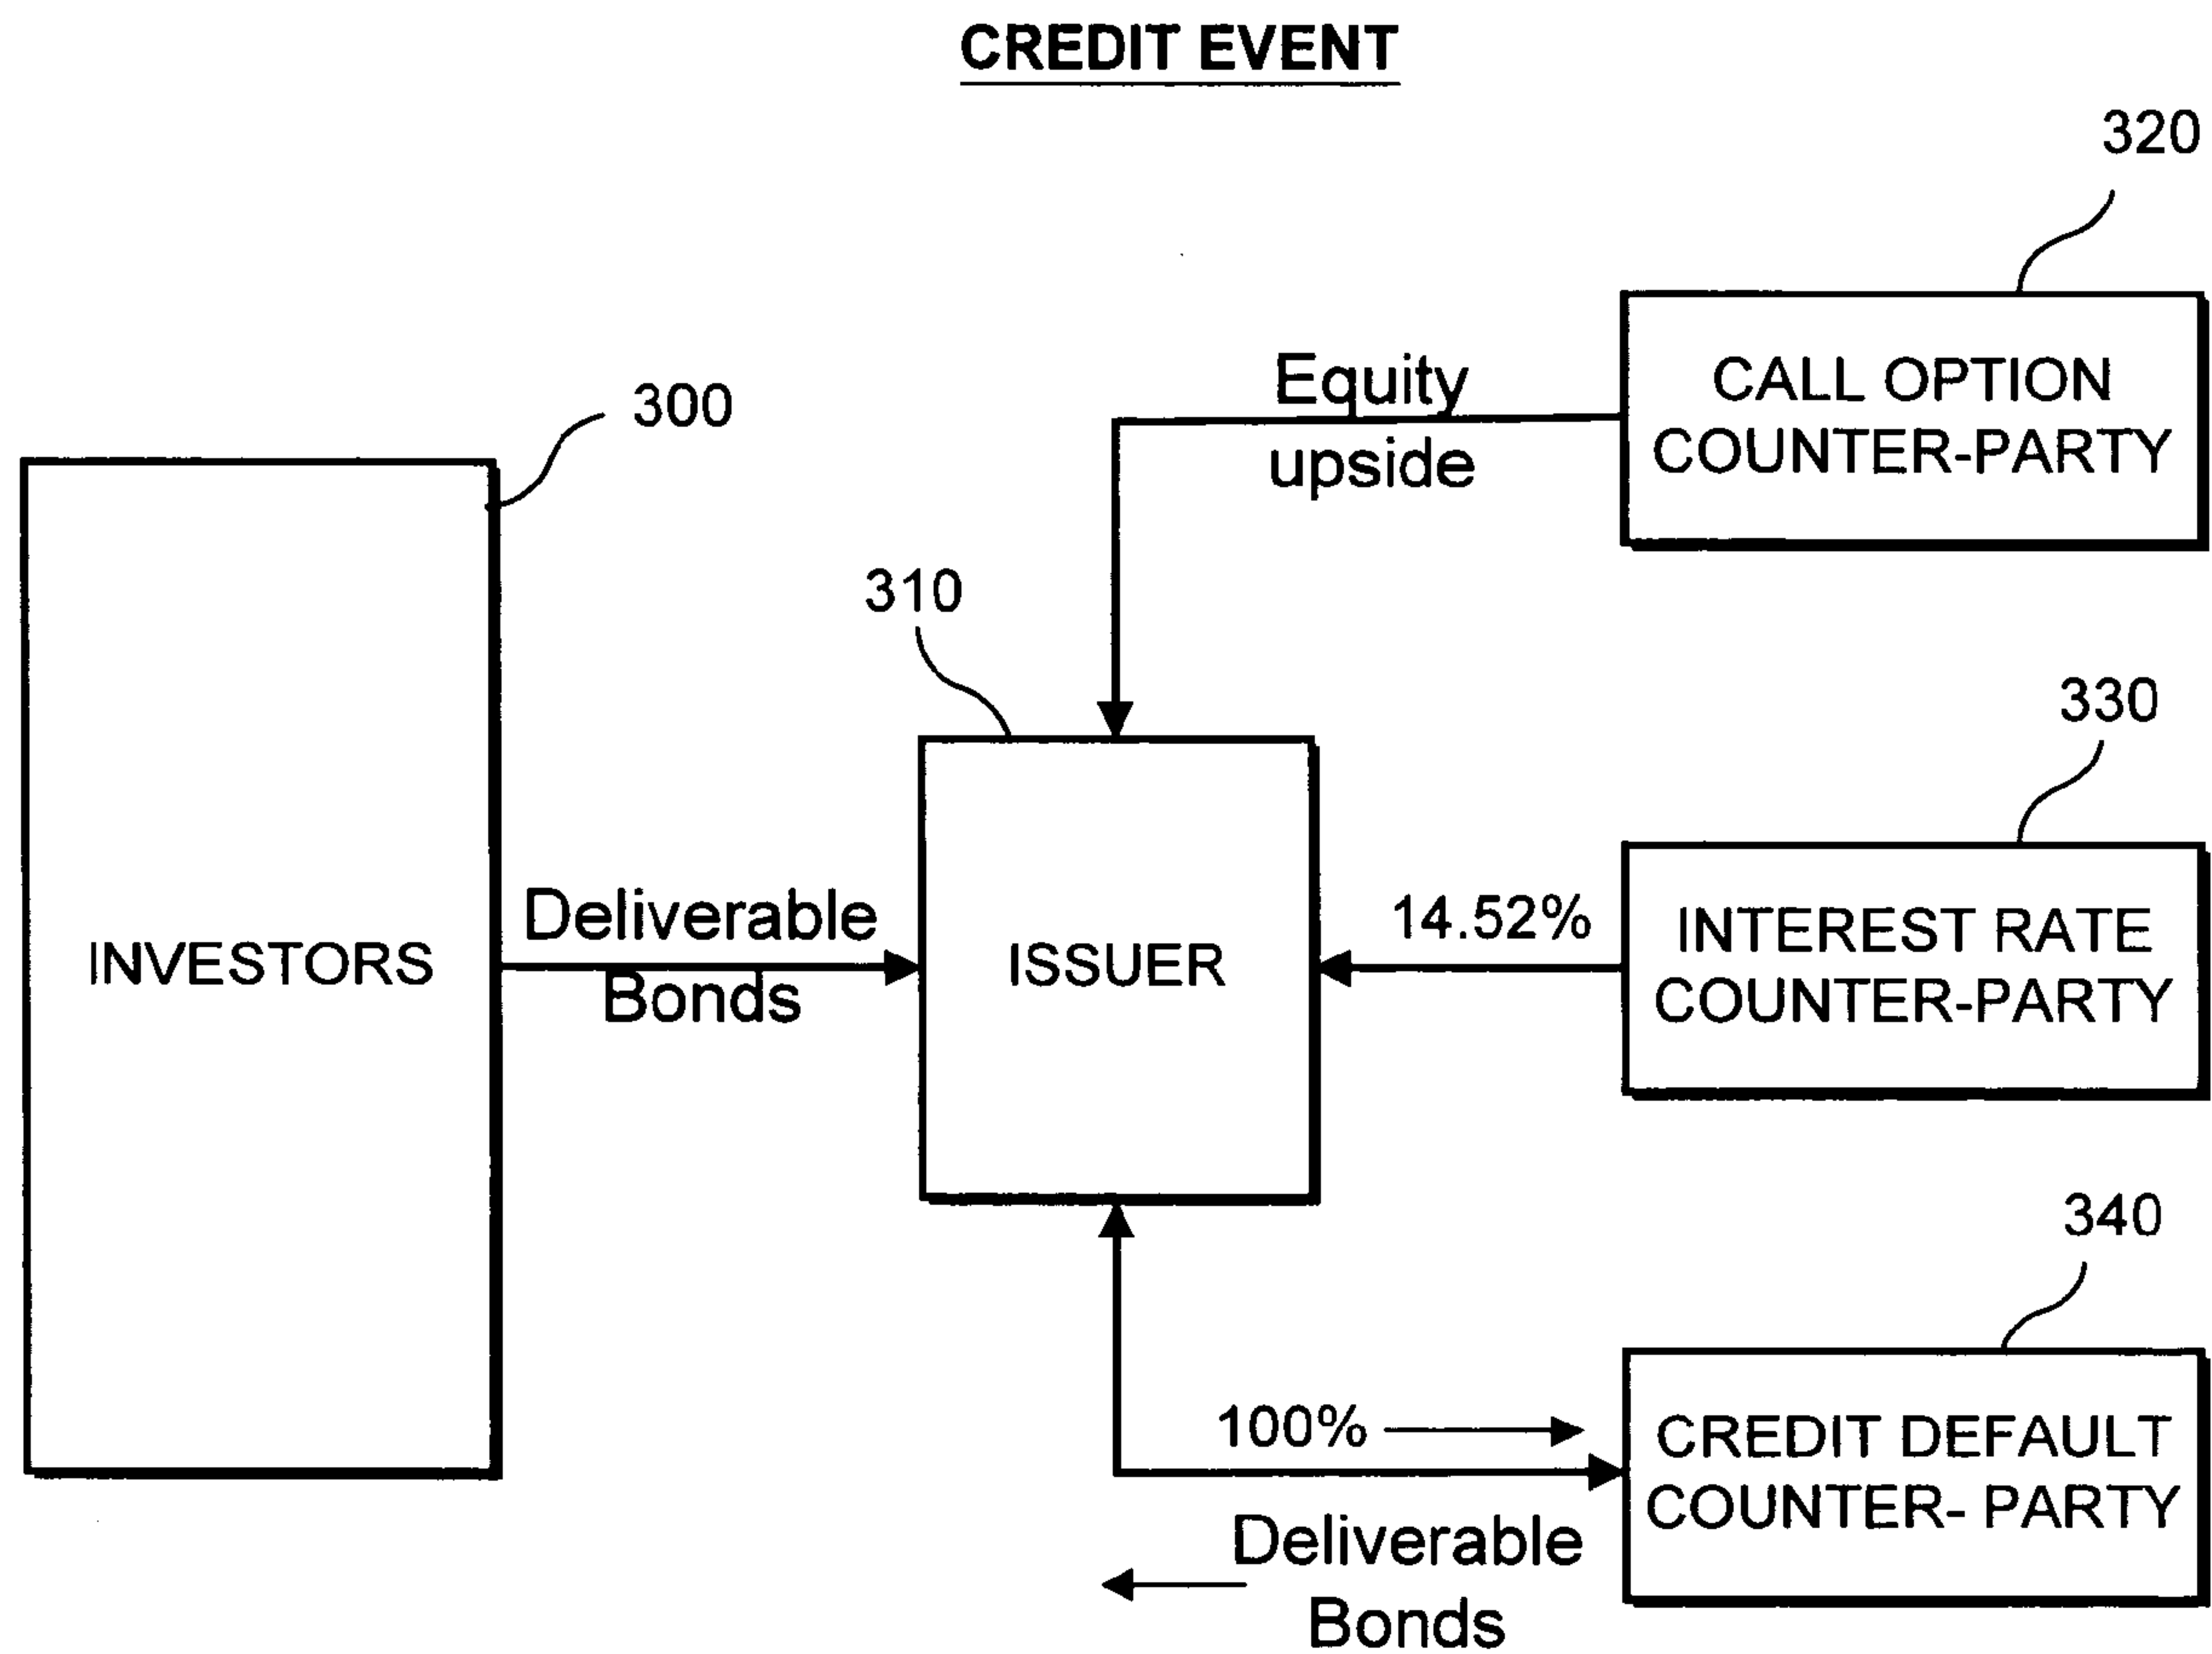 CREDIT EVENT
320
Equity
upside
CALL OPTION
COUNTER-PARTY
300
310
330
INVESTORS
Deliverable
Bonds
ISSUER
14.52%
INTEREST RATE
COUNTER-PARTY
340
100%
CREDIT DEFAULT
COUNTER- PARTY
Deliverable
Bonds